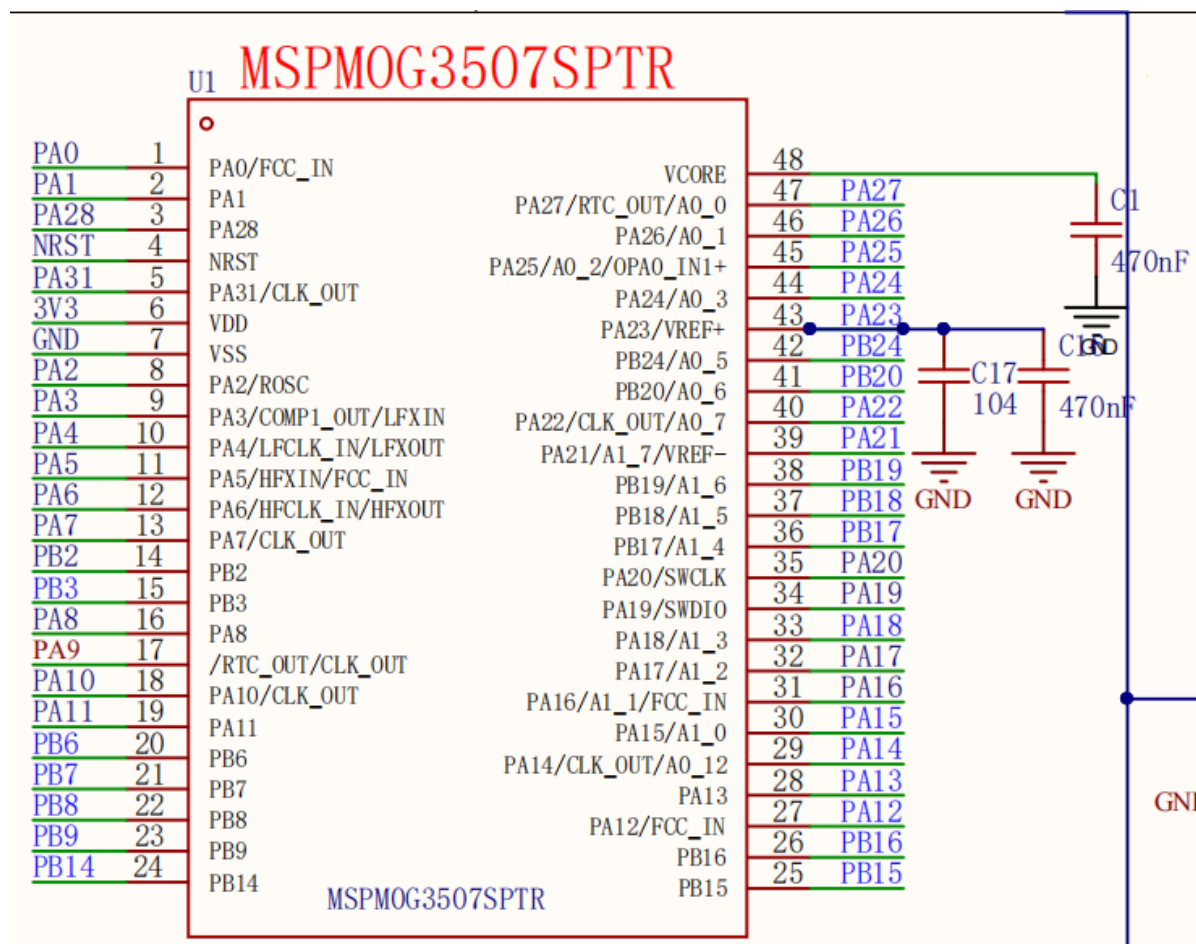 MSPM0G3507SPTR
U1
PA0 1 PA0/FCC_IN
PA1 2 PA1
PA28 3 PA28
NRST 4 NRST
PA31 5 PA31/CLK_OUT
3V3 6 VDD
GND 7 VSS
PA2 8 PA2/ROSC
PA3 9 PA3/COMP1_OUT/LFXIN
PA4 10 PA4/LFCLK_IN/LFXOUT
PA5 11 PA5/HFXIN/FCC_IN
PA6 12 PA6/HFCLK_IN/HFXOUT
PA7 13 PA7/CLK_OUT
PB2 14 PB2
PB3 15 PB3
PA8 16 PA8
PA9 17 /RTC_OUT/CLK_OUT
PA10 18 PA10/CLK_OUT
PA11 19 PA11
PB6 20 PB6
PB7 21 PB7
PB8 22 PB8
PB9 23 PB9
PB14 24 PB14
VCORE 48
PA27/RTC_OUT/A0_0 47 PA27
PA26/A0_1 46 PA26
PA25/A0_2/OPA0_IN1+ 45 PA25
PA24/A0_3 44 PA24
PA23/VREF+ 43 PA23
PB24/A0_5 42 PB24
PB20/A0_6 41 PB20
PA22/CLK_OUT/A0_7 40 PA22
PA21/A1_7/VREF- 39 PA21
PB19/A1_6 38 PB19
PB18/A1_5 37 PB18
PB17/A1_4 36 PB17
PA20/SWCLK 35 PA20
PA19/SWDIO 34 PA19
PA18/A1_3 33 PA18
PA17/A1_2 32 PA17
PA16/A1_1/FCC_IN 31 PA16
PA15/A1_0 30 PA15
PA14/CLK_OUT/A0_12 29 PA14
PA13 28 PA13
PA12/FCC_IN 27 PA12
PB16 26 PB16
PB15 25 PB15
MSPM0G3507SPTR
C1
470nF
GND
C17
104
470nF
GND
GND